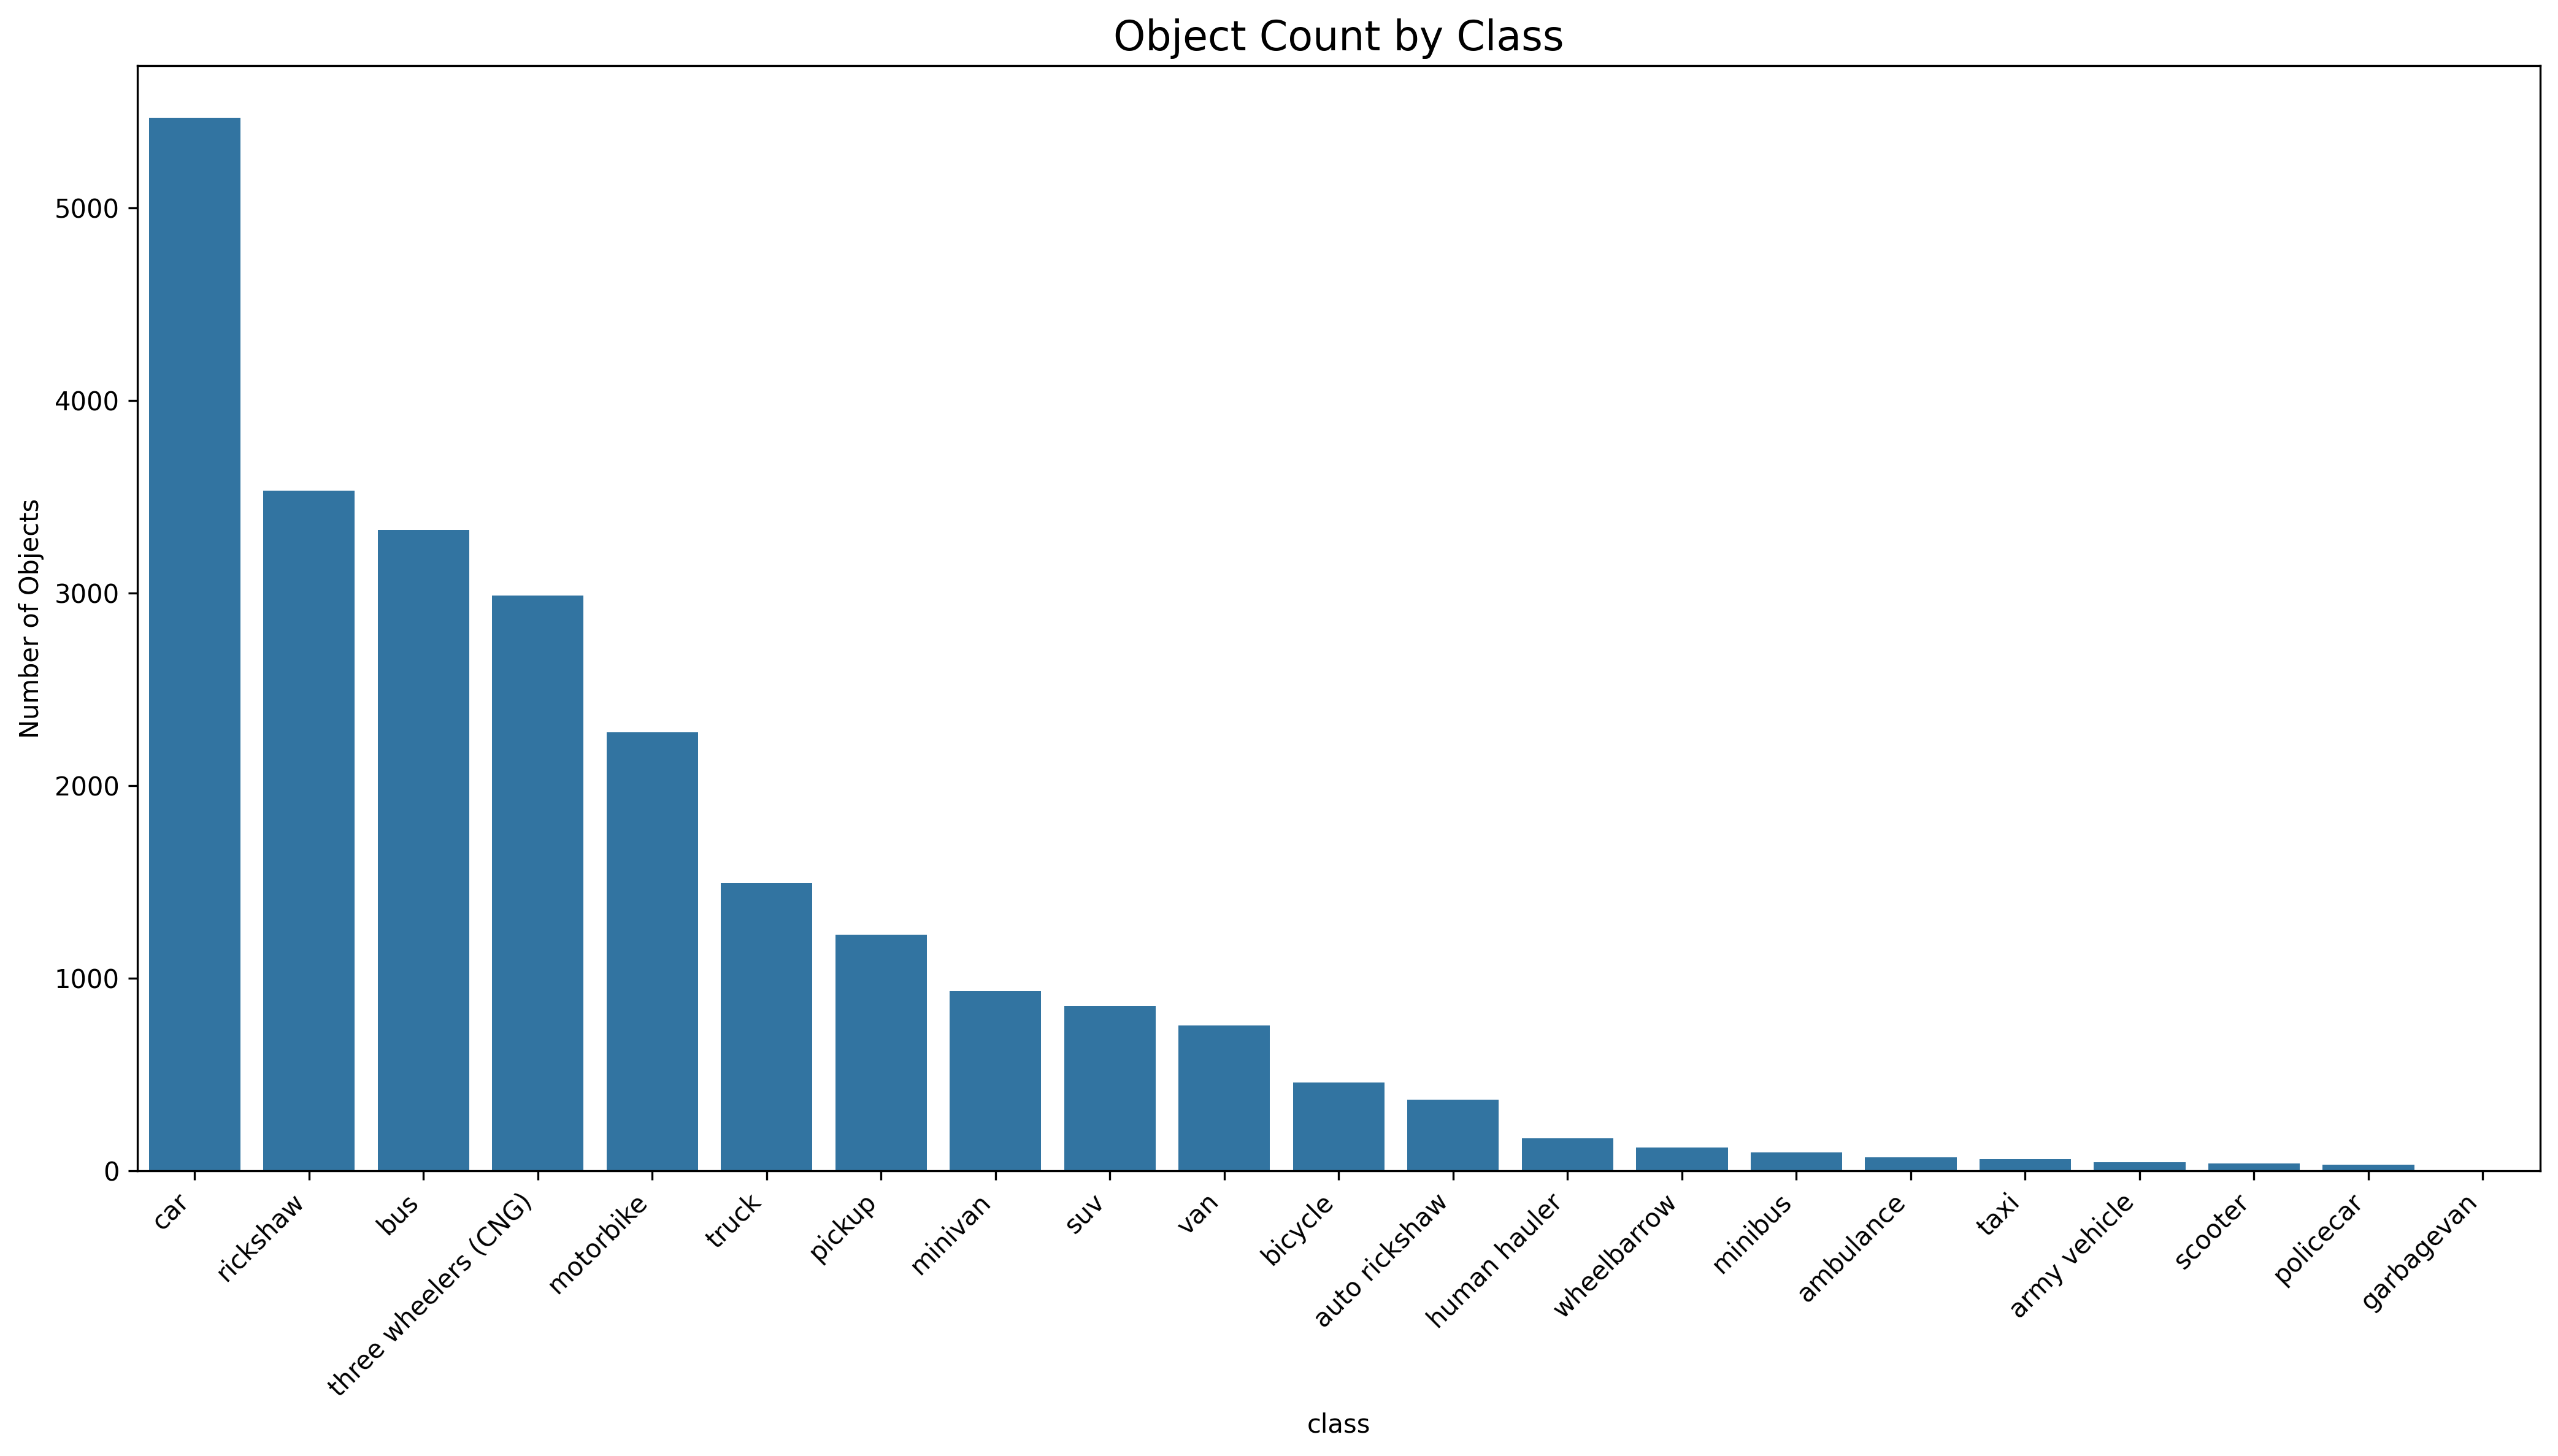 Object Count by Class
Number of Objects
5000
4000
3000
2000
1000
0
car
rickshaw
bus
three wheelers (CNG)
motorbike
truck
pickup
minivan
suv
van
bicycle
auto rickshaw
human hauler
wheelbarrow
minibus
ambulance
taxi
army vehicle
scooter
policecar
garbagevan
class